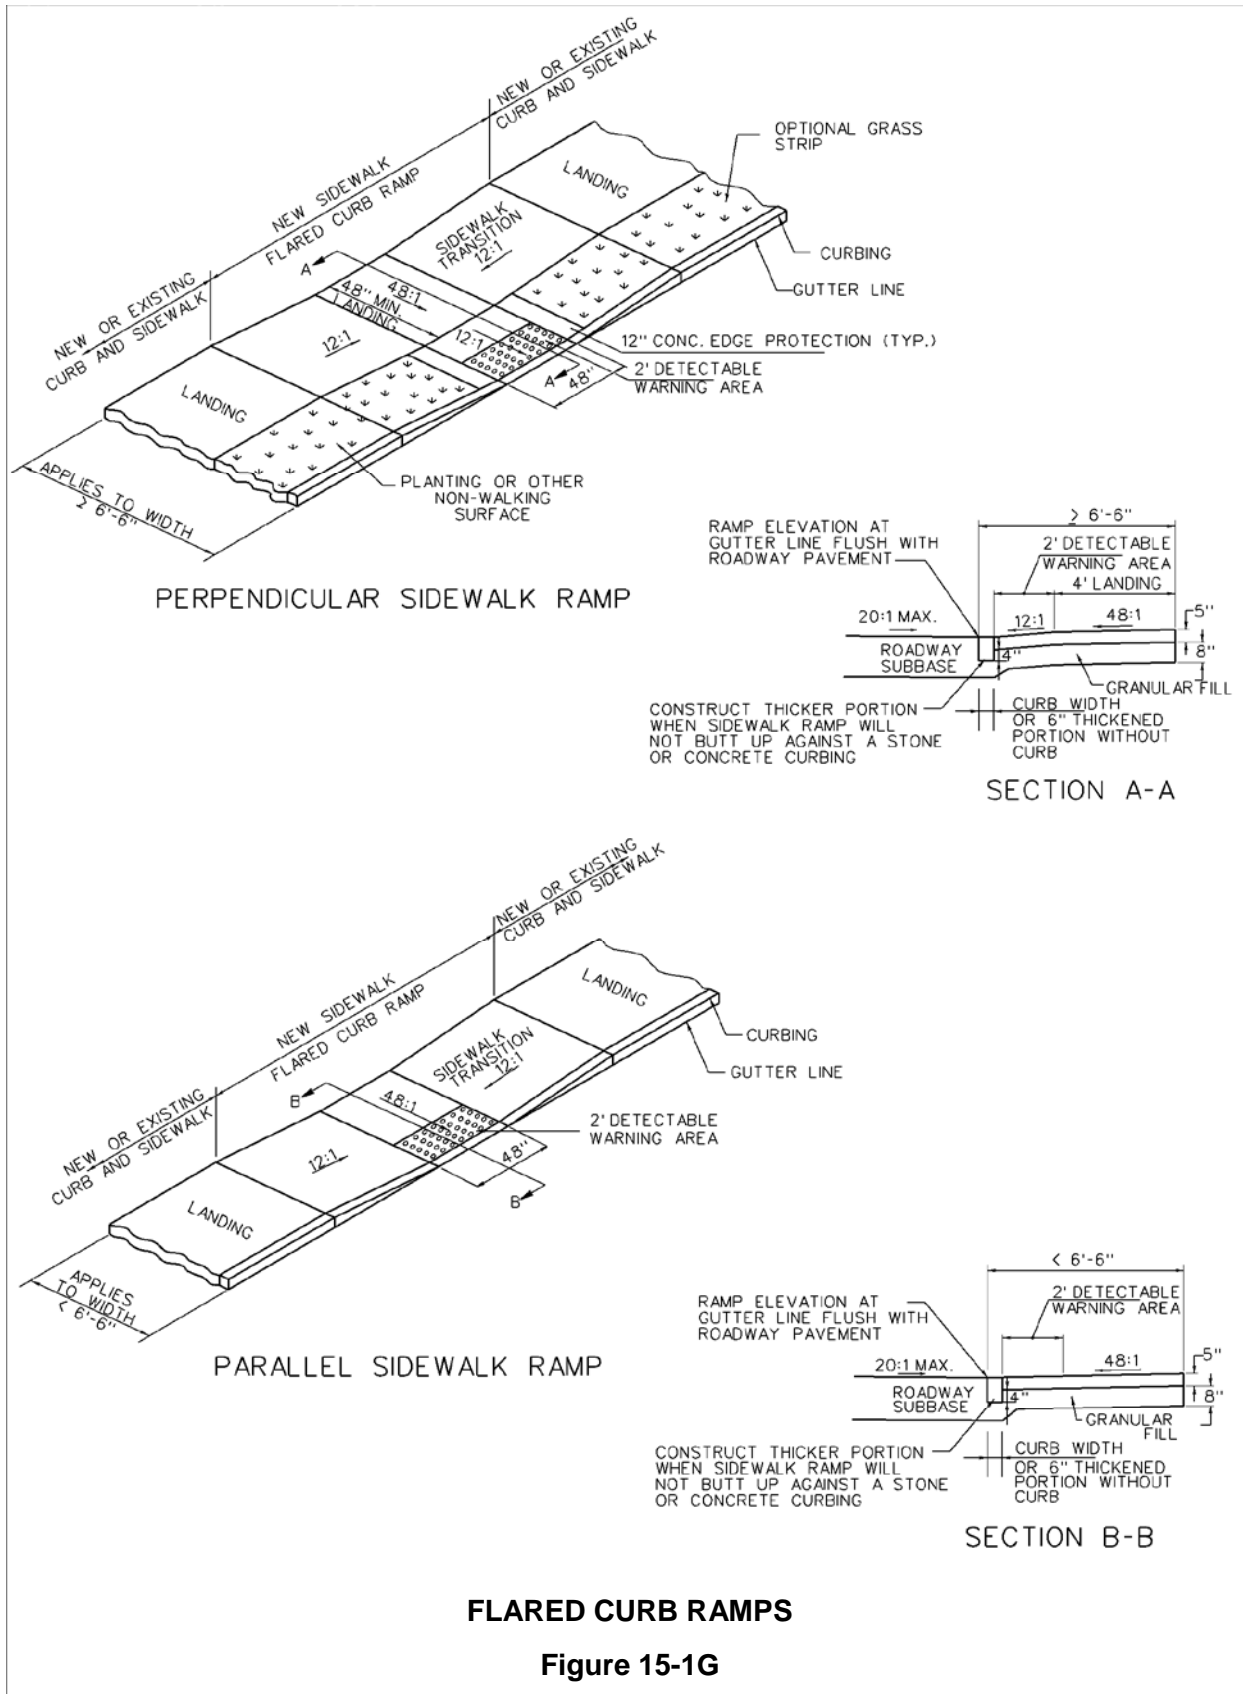 NEW OR EXISTING
CURB AND SIDEWALK
NEW SIDEWALK
FLARED CURB RAMP
NEW OR EXISTING
CURB AND SIDEWALK
OPTIONAL GRASS
STRIP
LANDING
SIDEWALK
TRANSITION
12:1
CURBING
GUTTER LINE
A
48:1
48" MIN.
LANDING
12:1
12:1
12" CONC. EDGE PROTECTION (TYP.)
2' DETECTABLE
WARNING AREA
A
48"
LANDING
PLANTING OR OTHER
NON-WALKING
SURFACE
APPLIES TO WIDTH
≥ 6'-6"
PERPENDICULAR SIDEWALK RAMP
≥ 6'-6"
RAMP ELEVATION AT
GUTTER LINE FLUSH WITH
ROADWAY PAVEMENT
2' DETECTABLE
WARNING AREA
4' LANDING
20:1 MAX.
12:1
48:1
5"
ROADWAY
SUBBASE
4"
8"
GRANULAR FILL
CONSTRUCT THICKER PORTION
WHEN SIDEWALK RAMP WILL
NOT BUTT UP AGAINST A STONE
OR CONCRETE CURBING
CURB WIDTH
OR 6" THICKENED
PORTION WITHOUT
CURB
SECTION A-A
NEW OR EXISTING
CURB AND SIDEWALK
NEW SIDEWALK
FLARED CURB RAMP
NEW OR EXISTING
CURB AND SIDEWALK
LANDING
CURBING
GUTTER LINE
SIDEWALK
TRANSITION
12:1
B
48:1
2' DETECTABLE
WARNING AREA
12:1
48"
B
LANDING
APPLIES
TO WIDTH
< 6'-6"
PARALLEL SIDEWALK RAMP
< 6'-6"
RAMP ELEVATION AT
GUTTER LINE FLUSH WITH
ROADWAY PAVEMENT
2' DETECTABLE
WARNING AREA
20:1 MAX.
48:1
5"
ROADWAY
SUBBASE
4"
8"
GRANULAR
FILL
CONSTRUCT THICKER PORTION
WHEN SIDEWALK RAMP WILL
NOT BUTT UP AGAINST A STONE
OR CONCRETE CURBING
CURB WIDTH
OR 6" THICKENED
PORTION WITHOUT
CURB
SECTION B-B
FLARED CURB RAMPS
Figure 15-1G